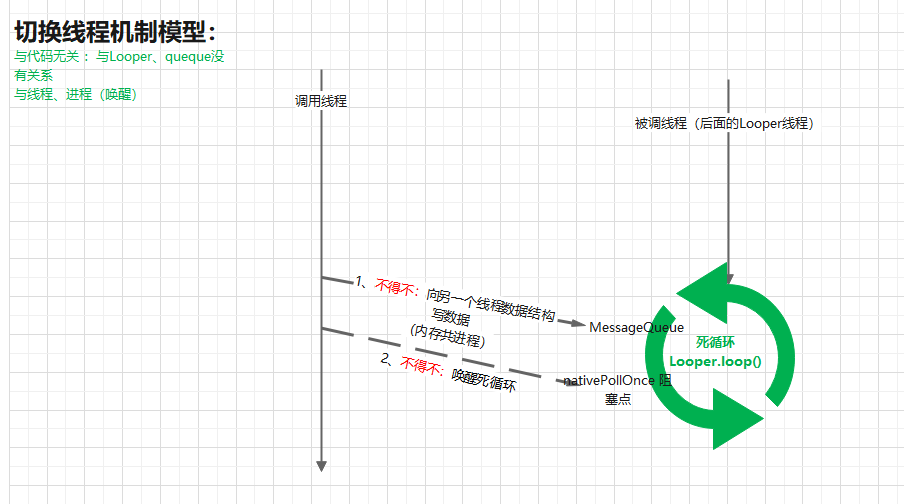 切换线程机制模型：
与代码无关 ：与Looper、queque没
有关系
与线程、进程（唤醒）
调用线程
被调线程（后面的Looper线程）
1、不得不：向另一个线程数据结构
写数据
（内存共进程）
MessageQueue
2、不得不：唤醒死循环
nativePollOnce 阻
塞点
死循环
Looper.loop()